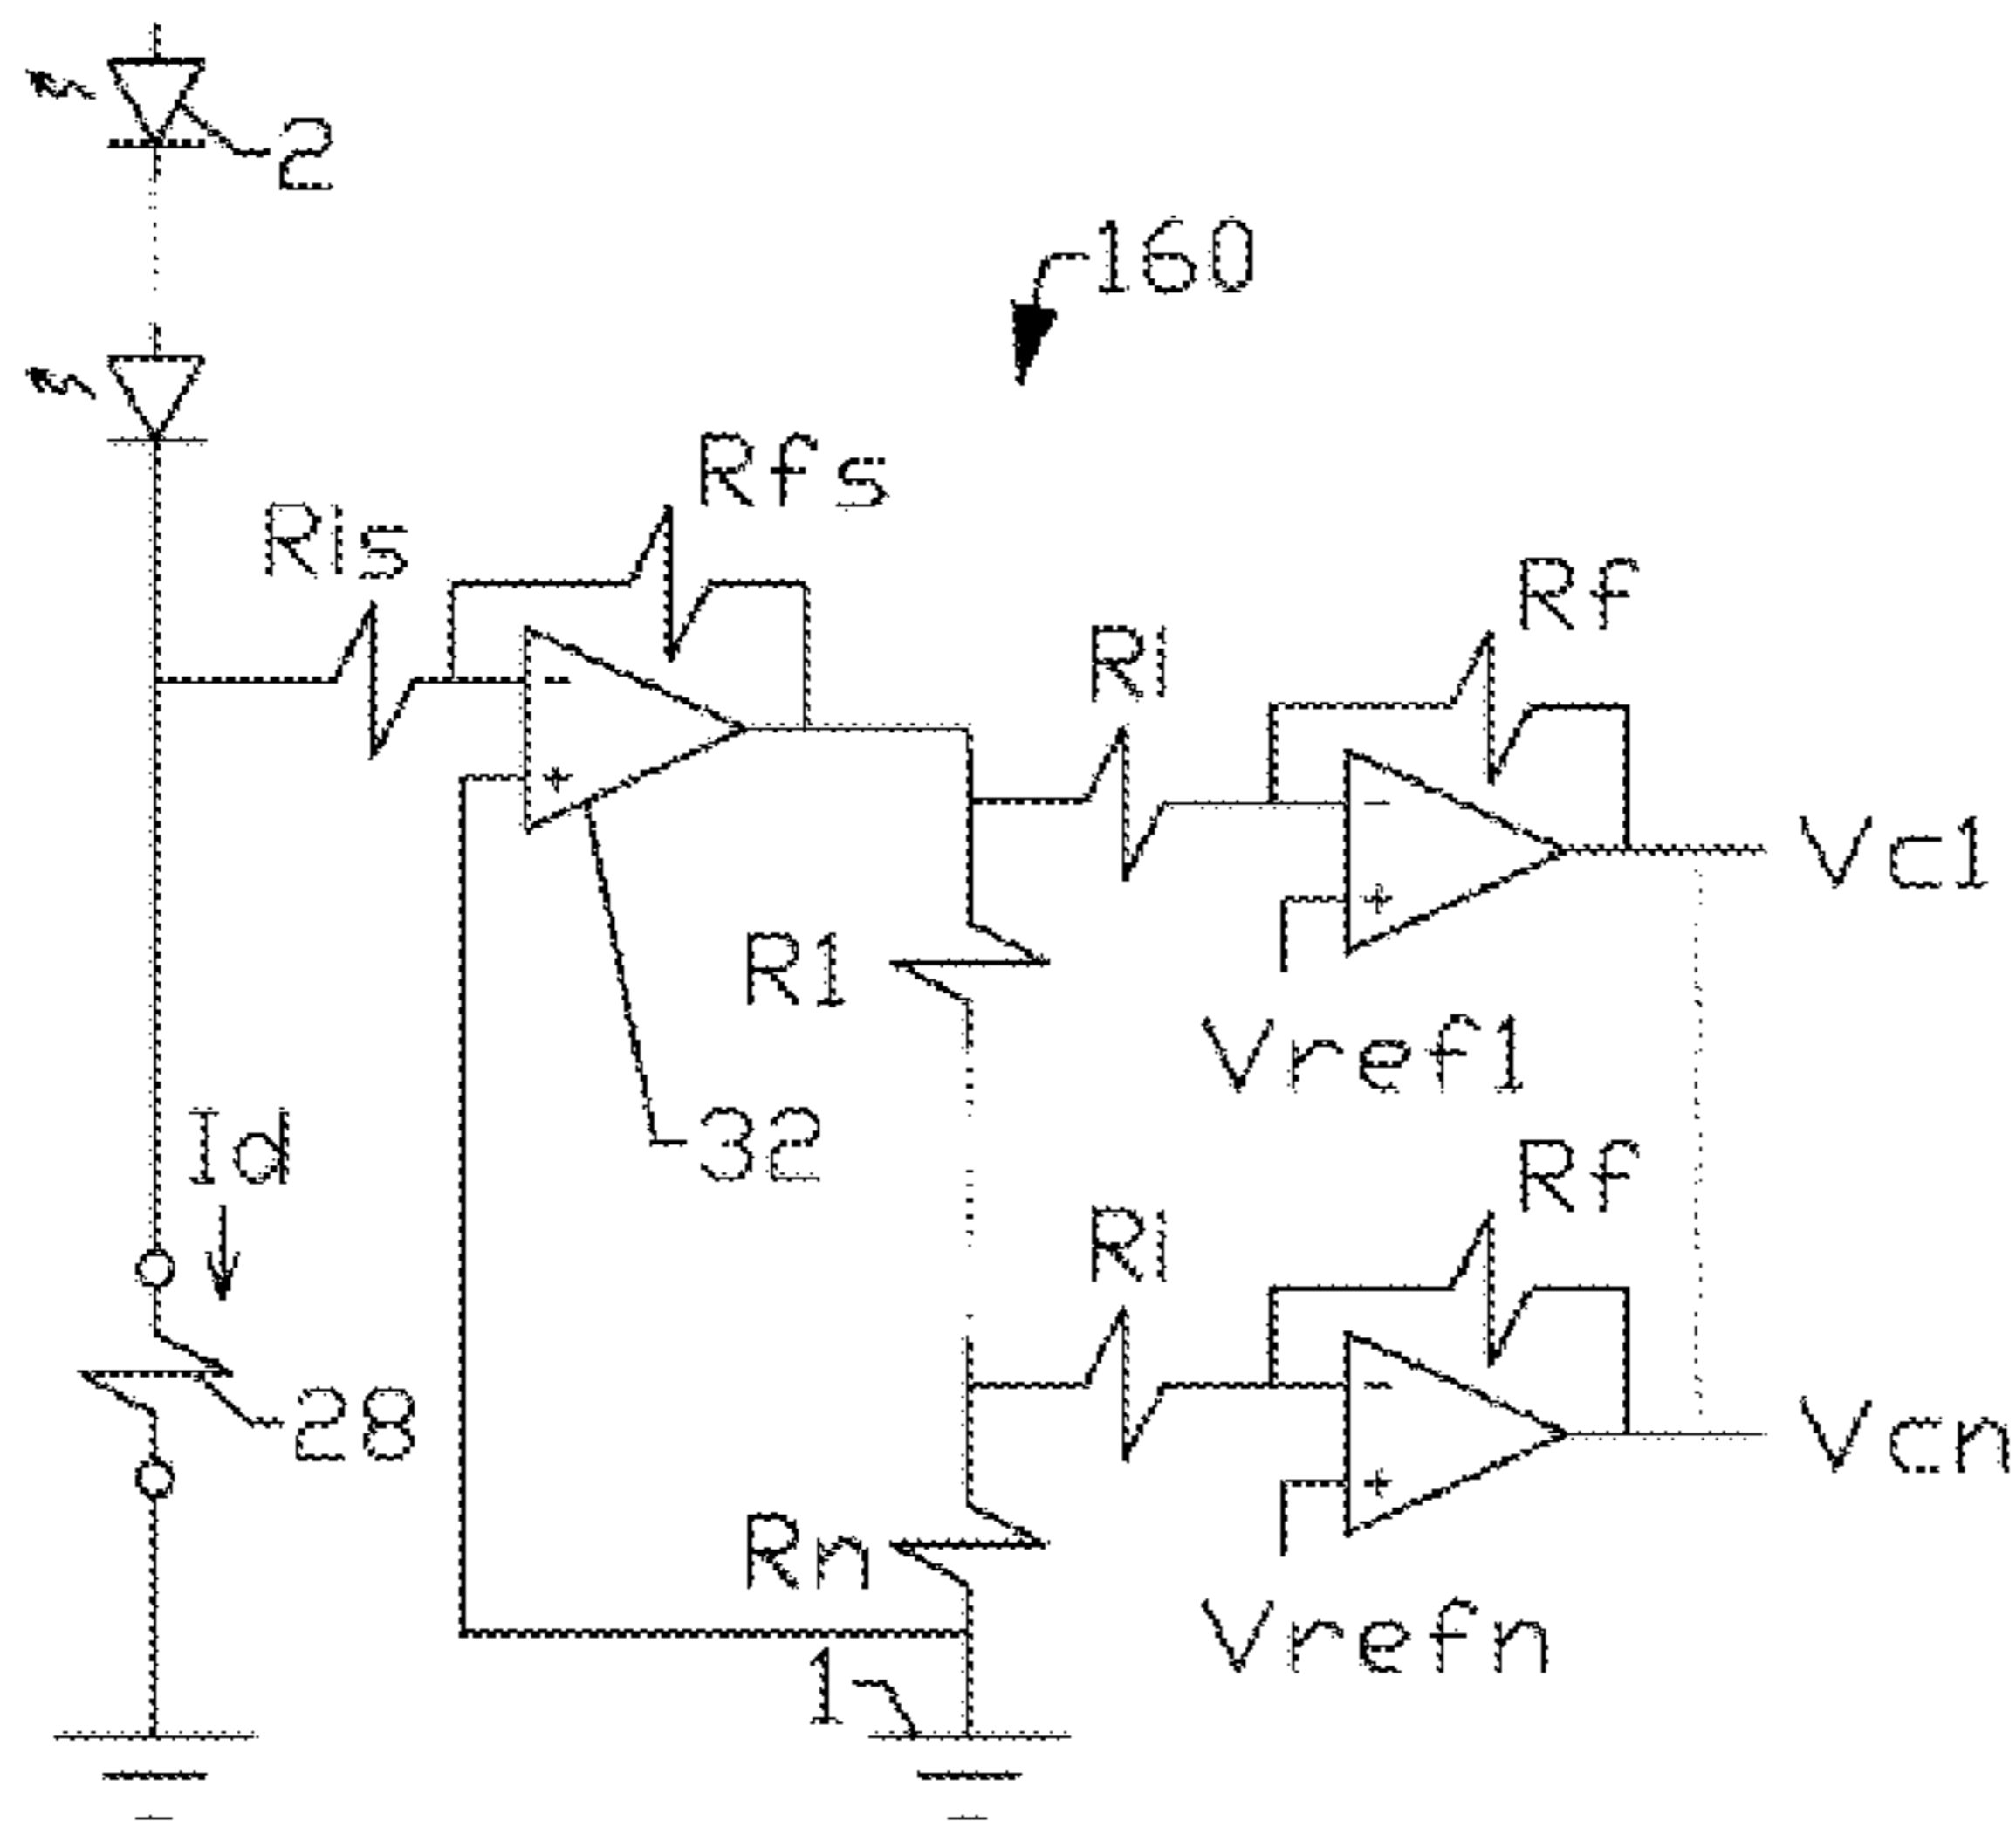 2
160
Rfs
Ris
Rf
Ri
-
+
-
+
Vc1
R1
Vref1
Id
32
Rf
Ri
-
+
28
Vcn
Rn
Vrefn
1